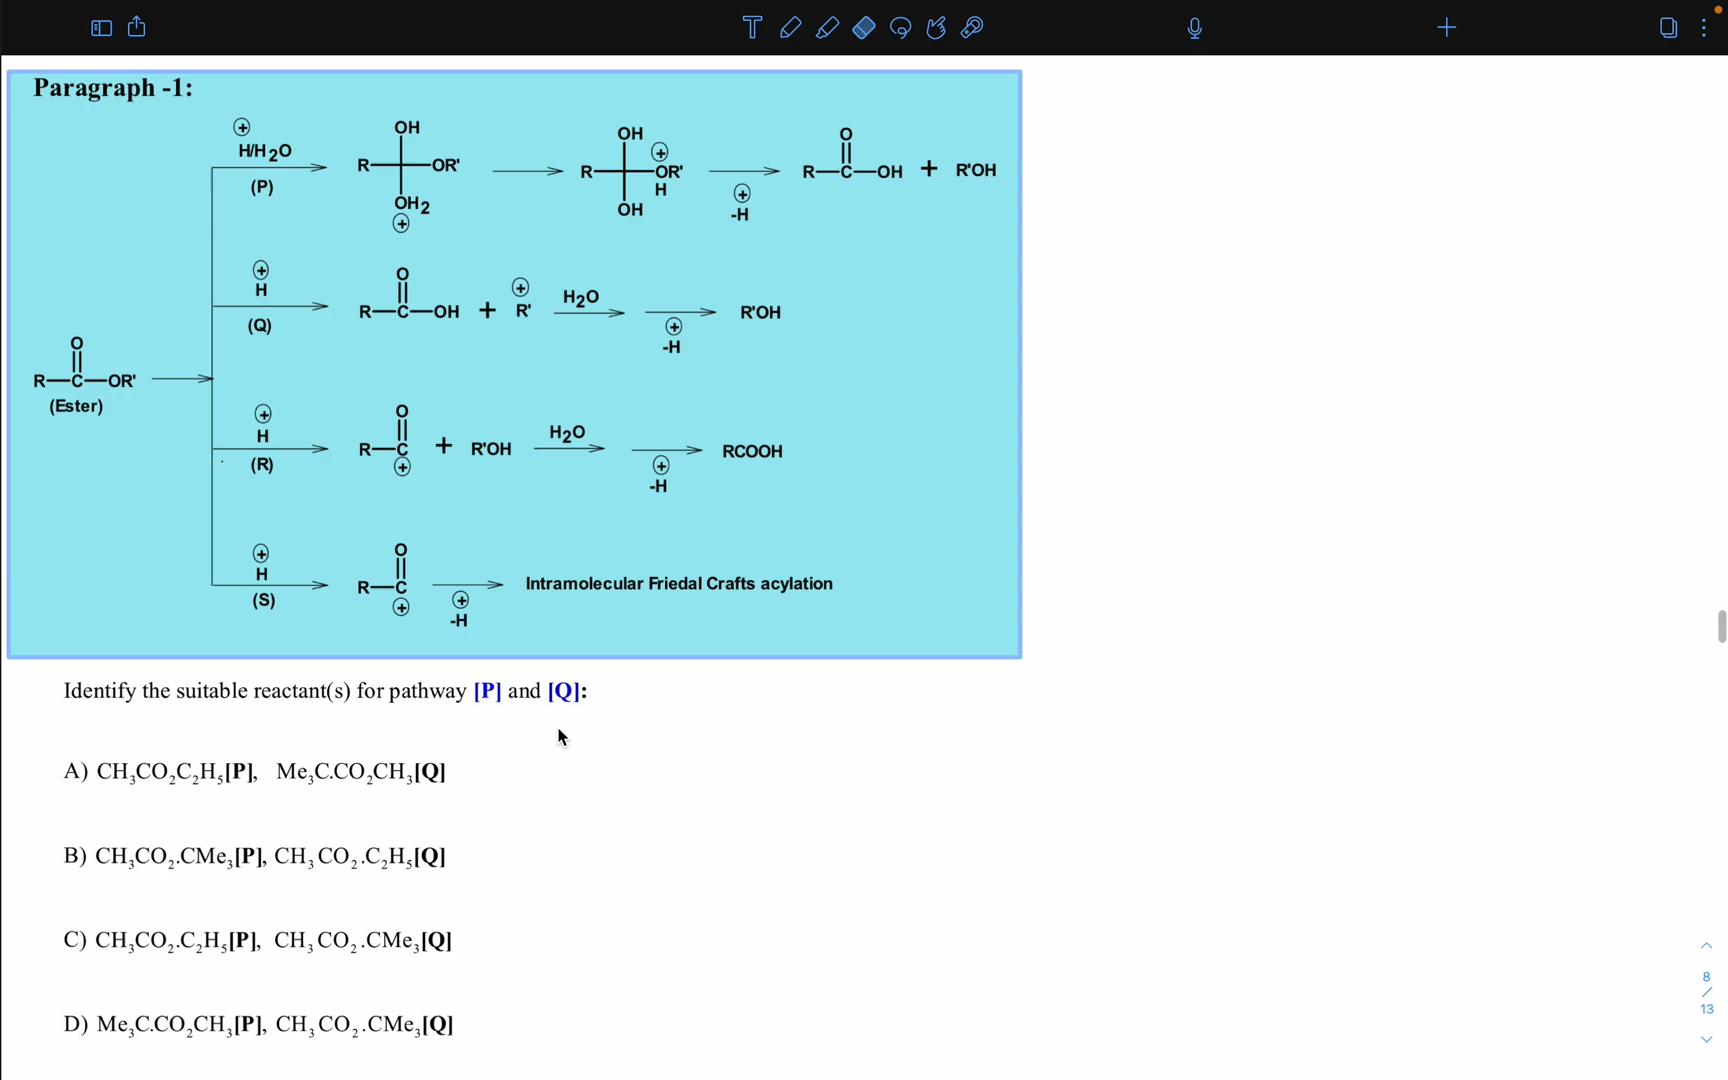 Paragraph -1:
⊕
H/H₂O
(P)
OH
R—OR'
OH₂
⊕
OH
⊕
R—OR'
H
OH
⊕
-H
O
R—C—OH + R'OH
⊕
H
(Q)
O
R—C—OH + R'
⊕
H₂O
⊕
-H
R'OH
O
R—C—OR'
(Ester)
⊕
H
(R)
O
R—C + R'OH
⊕
H₂O
⊕
-H
RCOOH
⊕
H
(S)
O
R—C
⊕
⊕
-H
Intramolecular Friedal Crafts acylation
Identify the suitable reactant(s) for pathway [P] and [Q]:
A) CH₃CO₂C₂H₅[P], Me₃C.CO₂CH₃[Q]
B) CH₃CO₂.CMe₃[P], CH₃CO₂.C₂H₅[Q]
C) CH₃CO₂.C₂H₅[P], CH₃CO₂.CMe₃[Q]
D) Me₃C.CO₂CH₃[P], CH₃CO₂.CMe₃[Q]
8
/
13